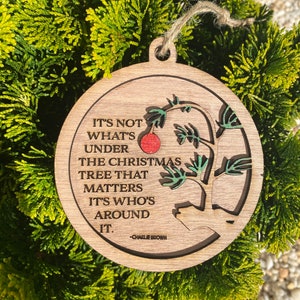 IT'S NOT
WHAT'S
UNDER
THE CHRISTMAS
TREE THAT
MATTERS
IT'S WHO'S
AROUND
IT.
-CHARLIE BROWN